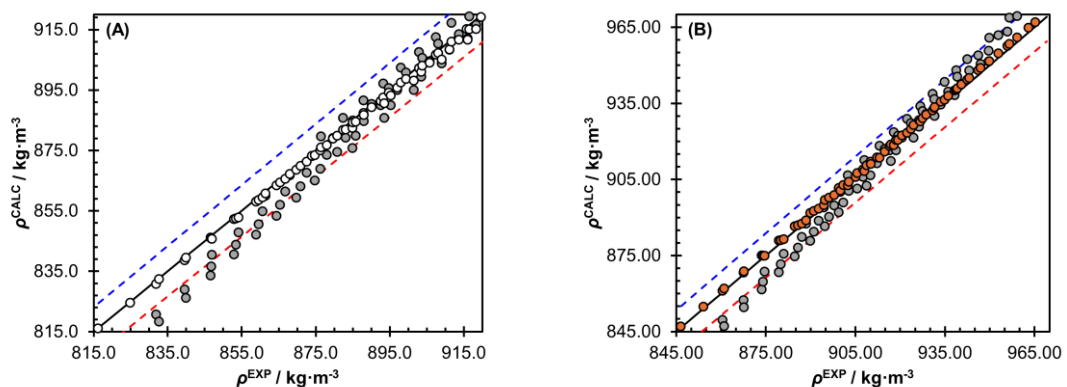 (A)
915.0
895.0
875.0
855.0
835.0
815.0
815.0 835.0 855.0 875.0 895.0 915.0
ρCALC / kg·m-3
ρEXP / kg·m-3
(B)
965.00
935.00
905.00
875.00
845.00
845.00 875.00 905.00 935.00 965.00
ρCALC / kg·m-3
ρEXP / kg·m-3